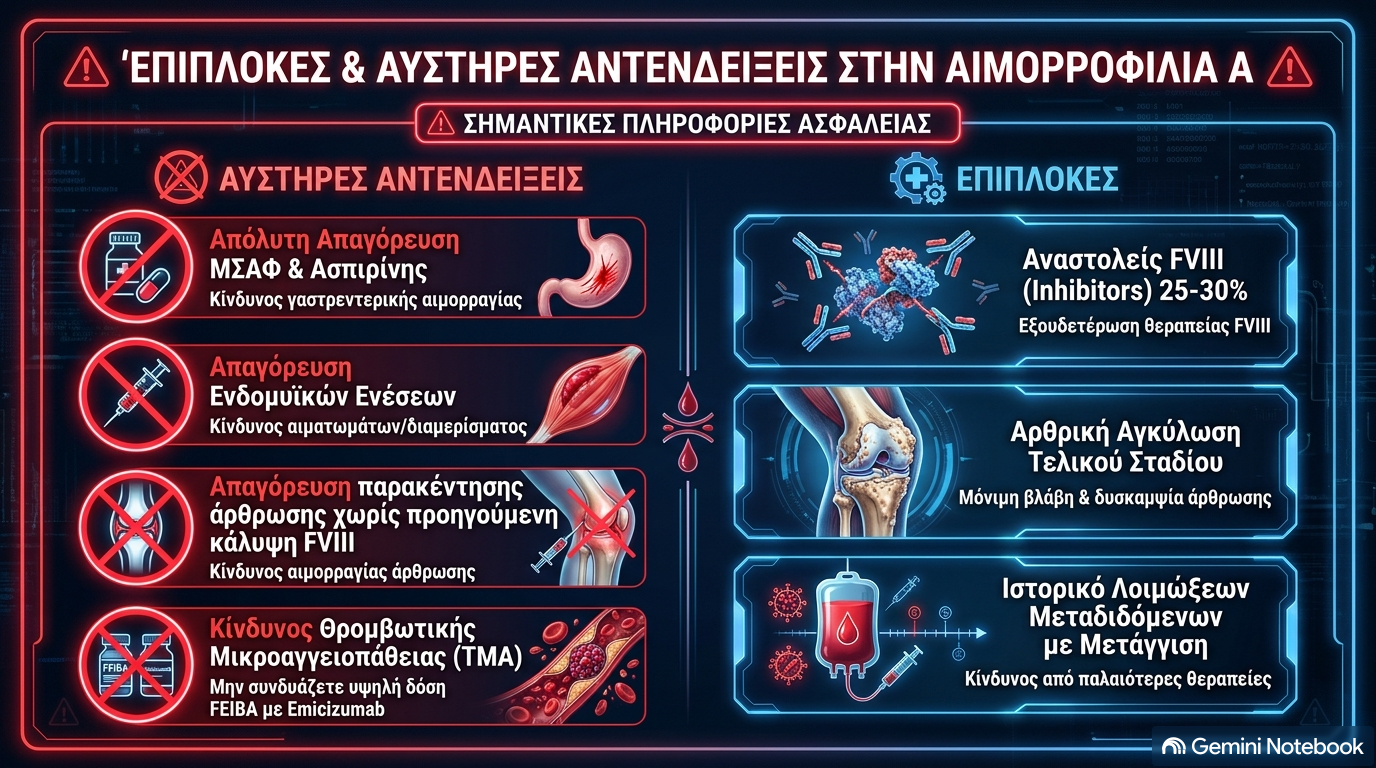 ΄ΕΠΙΠΛΟΚΕΣ & ΑΥΣΤΗΡΕΣ ΑΝΤΕΝΔΕΙΞΕΙΣ ΣΤΗΝ ΑΙΜΟΡΡΟΦΙΛΙΑ Α
ΣΗΜΑΝΤΙΚΕΣ ΠΛΗΡΟΦΟΡΙΕΣ ΑΣΦΑΛΕΙΑΣ
ΑΥΣΤΗΡΕΣ ΑΝΤΕΝΔΕΙΞΕΙΣ
Απόλυτη Απαγόρευση
ΜΣΑΦ & Ασπιρίνης
Κίνδυνος γαστρεντερικής αιμορραγίας
Απαγόρευση
Ενδομυϊκών Ενέσεων
Κίνδυνος αιματωμάτων/διαμερίσματος
Απαγόρευση παρακέντησης
άρθρωσης χωρίς προηγούμενη
κάλυψη FVIII
Κίνδυνος αιμορραγίας άρθρωσης
FFIBA
Κίνδυνος Θρομβωτικής
Μικροαγγειοπάθειας (TMA)
Μην συνδυάζετε υψηλή δόση
FEIBA με Emicizumab
ΕΠΙΠΛΟΚΕΣ
Αναστολείς FVIII
(Inhibitors) 25-30%
Εξουδετέρωση θεραπείας FVIII
Αρθρική Αγκύλωση
Τελικού Σταδίου
Μόνιμη βλάβη & δυσκαμψία άρθρωσης
Ιστορικό Λοιμώξεων
Μεταδιδόμενων
με Μετάγγιση
Κίνδυνος από παλαιότερες θεραπείες
Gemini Notebook